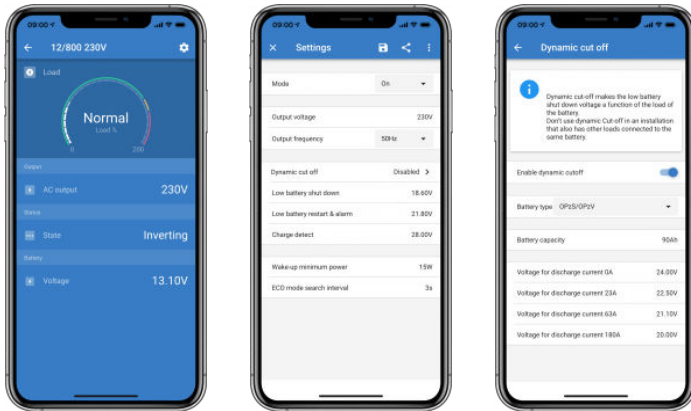 09:00
12/800 230V
Load
Normal
Load %
0 200
Output
AC output 230V
Status
State Inverting
Battery
Voltage 13.10V
09:00
Settings
Mode On
Output voltage 230V
Output frequency 50Hz
Dynamic cut off Disabled
Low battery shut down 18.60V
Low battery restart & alarm 21.80V
Charge detect 28.00V
Wake-up minimum power 15W
ECO mode search interval 3s
09:00
Dynamic cut off
Dynamic cut-off makes the low battery
shut down voltage a function of the load of
the battery.
Don't use dynamic Cut-off in an installation
that also has other loads connected to the
same battery.
Enable dynamic cutoff
Battery type OPzS/OPzV
Battery capacity 90Ah
Voltage for discharge current 0A 24.00V
Voltage for discharge current 23A 22.50V
Voltage for discharge current 63A 21.10V
Voltage for discharge current 180A 20.00V